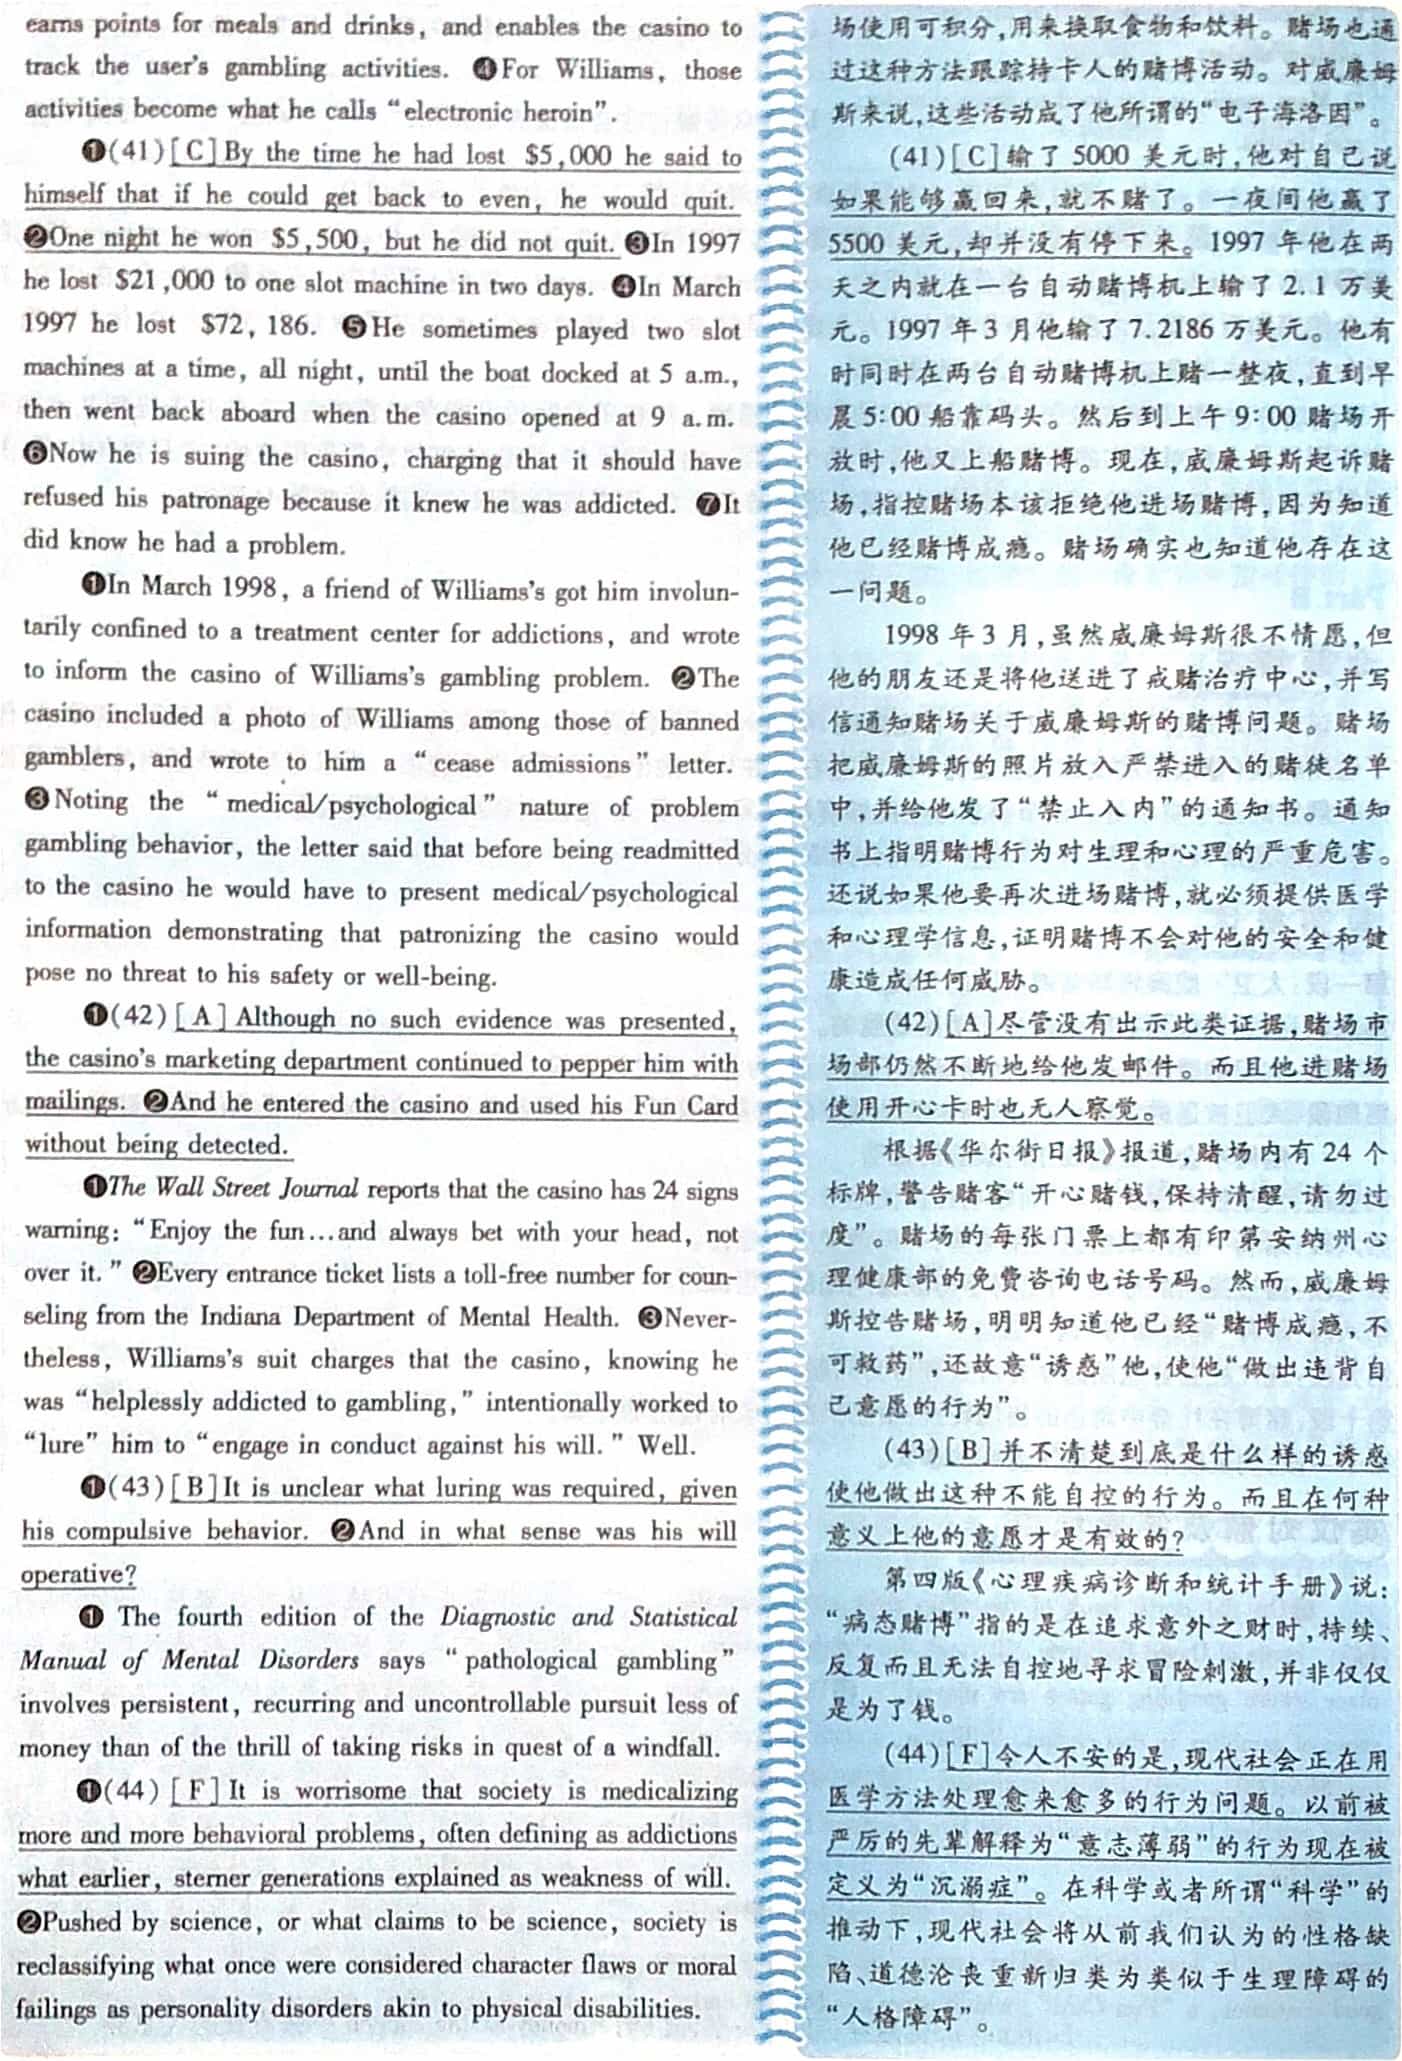 earns points for meals and drinks, and enables the casino to
track the user's gambling activities. ❹For Williams, those
activities become what he calls “electronic heroin”.
❶(41)[C]By the time he had lost $5,000 he said to
himself that if he could get back to even, he would quit.
❷One night he won $5,500, but he did not quit. ❸In 1997
he lost $21,000 to one slot machine in two days. ❹In March
1997 he lost $72,186. ❺He sometimes played two slot
machines at a time, all night, until the boat docked at 5 a.m.,
then went back aboard when the casino opened at 9 a.m.
❻Now he is suing the casino, charging that it should have
refused his patronage because it knew he was addicted. ❼It
did know he had a problem.
❶In March 1998, a friend of Williams's got him involun-
tarily confined to a treatment center for addictions, and wrote
to inform the casino of Williams's gambling problem. ❷The
casino included a photo of Williams among those of banned
gamblers, and wrote to him a “cease admissions” letter.
❸Noting the “medical/psychological” nature of problem
gambling behavior, the letter said that before being readmitted
to the casino he would have to present medical/psychological
information demonstrating that patronizing the casino would
pose no threat to his safety or well-being.
❶(42)[A]Although no such evidence was presented,
the casino's marketing department continued to pepper him with
mailings. ❷And he entered the casino and used his Fun Card
without being detected.
❶The Wall Street Journal reports that the casino has 24 signs
warning: “Enjoy the fun...and always bet with your head, not
over it.” ❷Every entrance ticket lists a toll-free number for coun-
seling from the Indiana Department of Mental Health. ❸Never-
theless, Williams's suit charges that the casino, knowing he
was “helplessly addicted to gambling,” intentionally worked to
“lure” him to “engage in conduct against his will.” Well.
❶(43)[B]It is unclear what luring was required, given
his compulsive behavior. ❷And in what sense was his will
operative?
❶ The fourth edition of the Diagnostic and Statistical
Manual of Mental Disorders says “pathological gambling”
involves persistent, recurring and uncontrollable pursuit less of
money than of the thrill of taking risks in quest of a windfall.
❶(44)[F]It is worrisome that society is medicalizing
more and more behavioral problems, often defining as addictions
what earlier, sterner generations explained as weakness of will.
❷Pushed by science, or what claims to be science, society is
reclassifying what once were considered character flaws or moral
failings as personality disorders akin to physical disabilities.
场使用可积分,用来换取食物和饮料。赌场也通
过这种方法跟踪持卡人的赌博活动。对威廉姆
斯来说,这些活动成了他所谓的“电子海洛因”。
(41)[C]输了 5000 美元时,他对自己说
如果能够赢回来,就不赌了。一夜间他赢了
5500 美元,却并没有停下来。1997 年他在两
天之内就在一台自动赌博机上输了 2.1 万美
元。1997 年 3 月他输了 7.2186 万美元。他有
时同时在两台自动赌博机上赌一整夜,直到早
晨 5:00 船靠码头。然后到上午 9:00 赌场开
放时,他又上船赌博。现在,威廉姆斯起诉赌
场,指控赌场本该拒绝他进场赌博,因为知道
他已经赌博成瘾。赌场确实也知道他存在这
一问题。
1998 年 3 月,虽然威廉姆斯很不情愿,但
他的朋友还是将他送进了戒赌治疗中心,并写
信通知赌场关于威廉姆斯的赌博问题。赌场
把威廉姆斯的照片放入严禁进入的赌徒名单
中,并给他发了“禁止入内”的通知书。通知
书上指明赌博行为对生理和心理的严重危害。
还说如果他要再次进场赌博,就必须提供医学
和心理学信息,证明赌博不会对他的安全和健
康造成任何威胁。
(42)[A]尽管没有出示此类证据,赌场市
场部仍然不断地给他发邮件。而且他进赌场
使用开心卡时也无人察觉。
根据《华尔街日报》报道,赌场内有 24 个
标牌,警告赌客“开心赌钱,保持清醒,请勿过
度”。赌场的每张门票上都有印第安纳州心
理健康部的免费咨询电话号码。然而,威廉姆
斯控告赌场,明明知道他已经“赌博成瘾,不
可救药”,还故意“诱惑”他,使他“做出违背自
己意愿的行为”。
(43)[B]并不清楚到底是什么样的诱惑
使他做出这种不能自控的行为。而且在何种
意义上他的意愿才是有效的?
第四版《心理疾病诊断和统计手册》说:
“病态赌博”指的是在追求意外之财时,持续、
反复而且无法自控地寻求冒险刺激,并非仅仅
是为了钱。
(44)[F]令人不安的是,现代社会正在用
医学方法处理愈来愈多的行为问题。以前被
严厉的先辈解释为“意志薄弱”的行为现在被
定义为“沉溺症”。在科学或者所谓“科学”的
推动下,现代社会将从前我们认为的性格缺
陷、道德沦丧重新归类为类似于生理障碍的
“人格障碍”。